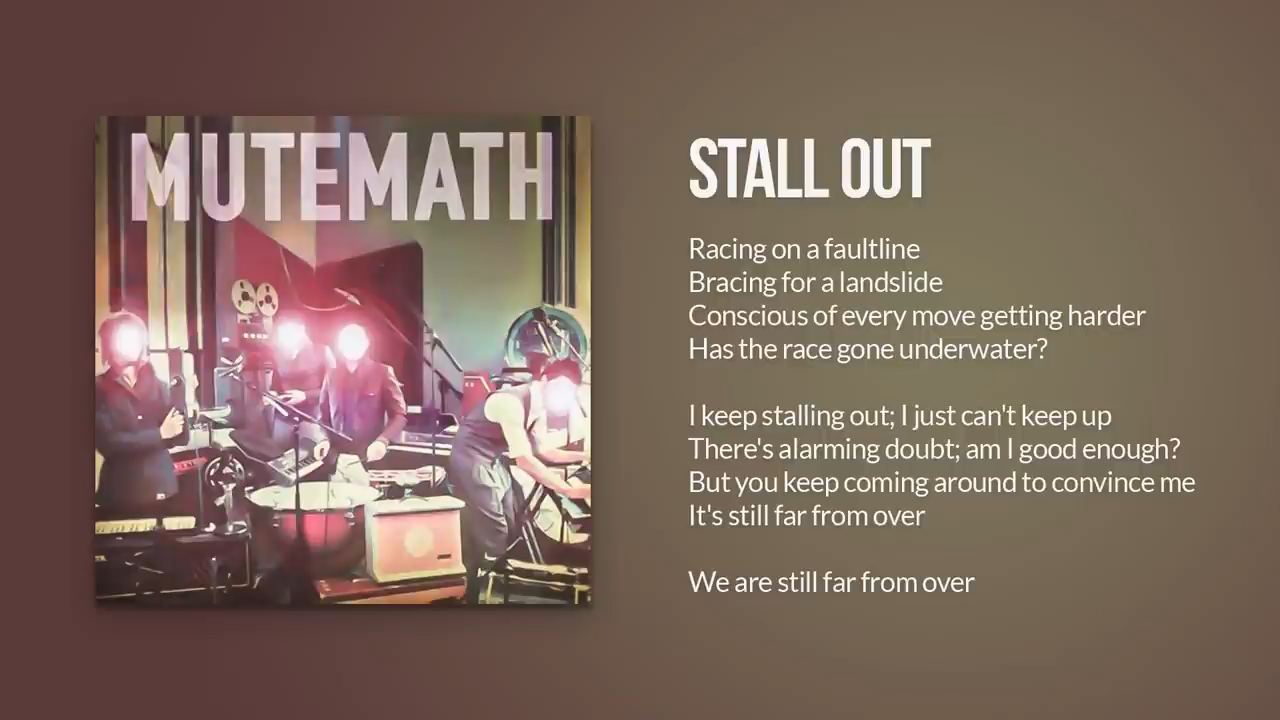 MUTEMATH
STALL OUT
Racing on a faultline
Bracing for a landslide
Conscious of every move getting harder
Has the race gone underwater?
I keep stalling out; I just can't keep up
There's alarming doubt; am I good enough?
But you keep coming around to convince me
It's still far from over
We are still far from over